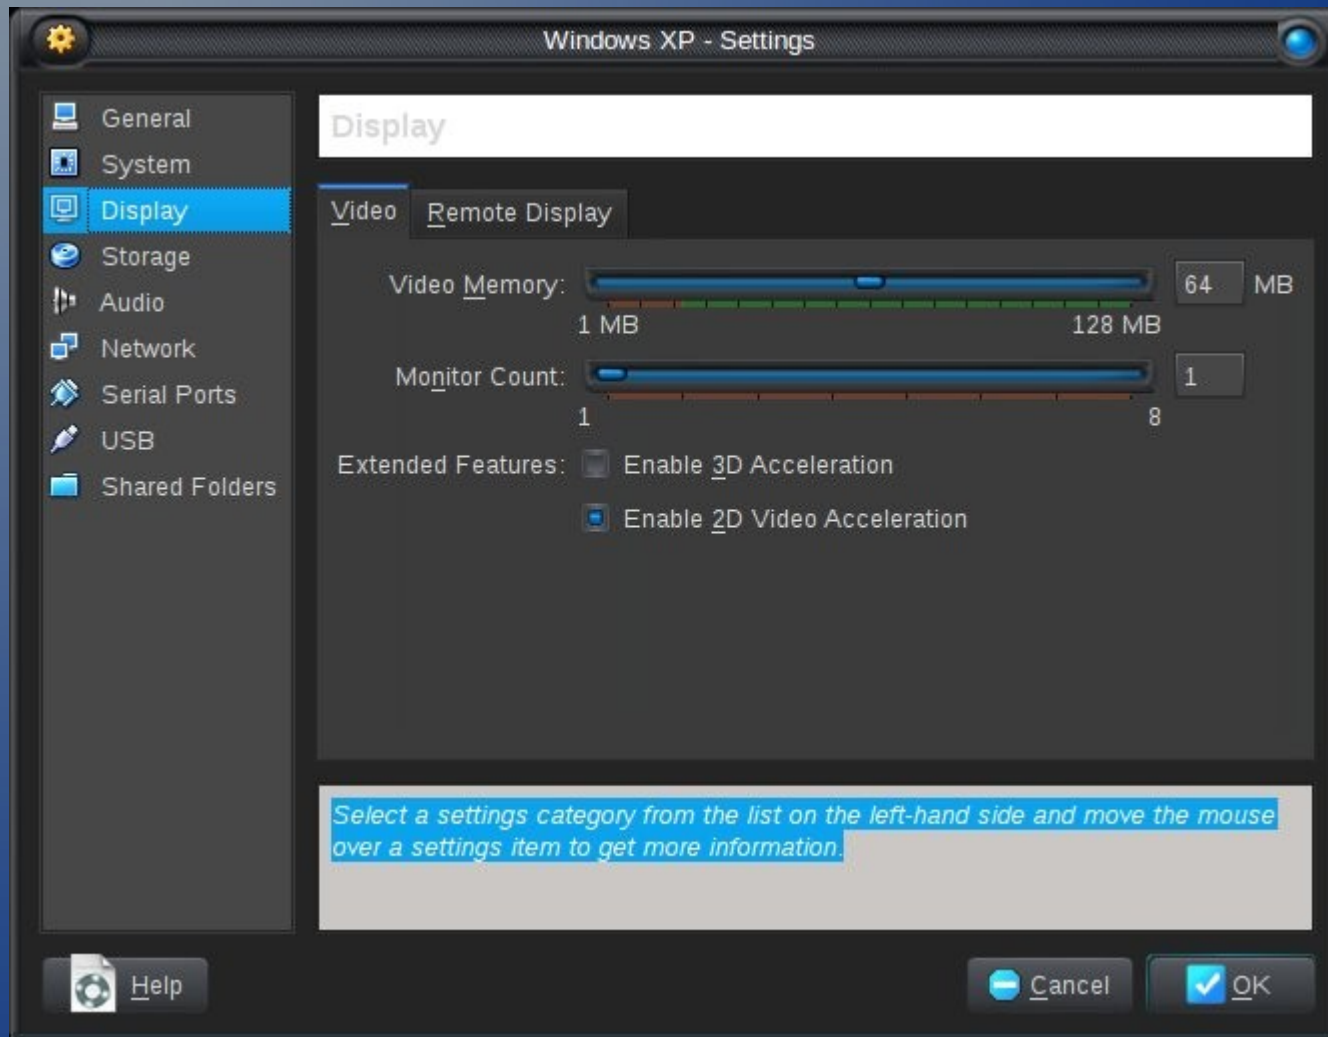 Windows XP - Settings
General
System
Display
Storage
Audio
Network
Serial Ports
USB
Shared Folders
Display
Video Remote Display
Video Memory: 64 MB
1 MB 128 MB
Monitor Count: 1
1 8
Extended Features: Enable 3D Acceleration
Enable 2D Video Acceleration
Select a settings category from the list on the left-hand side and move the mouse
over a settings item to get more information.
Help Cancel OK